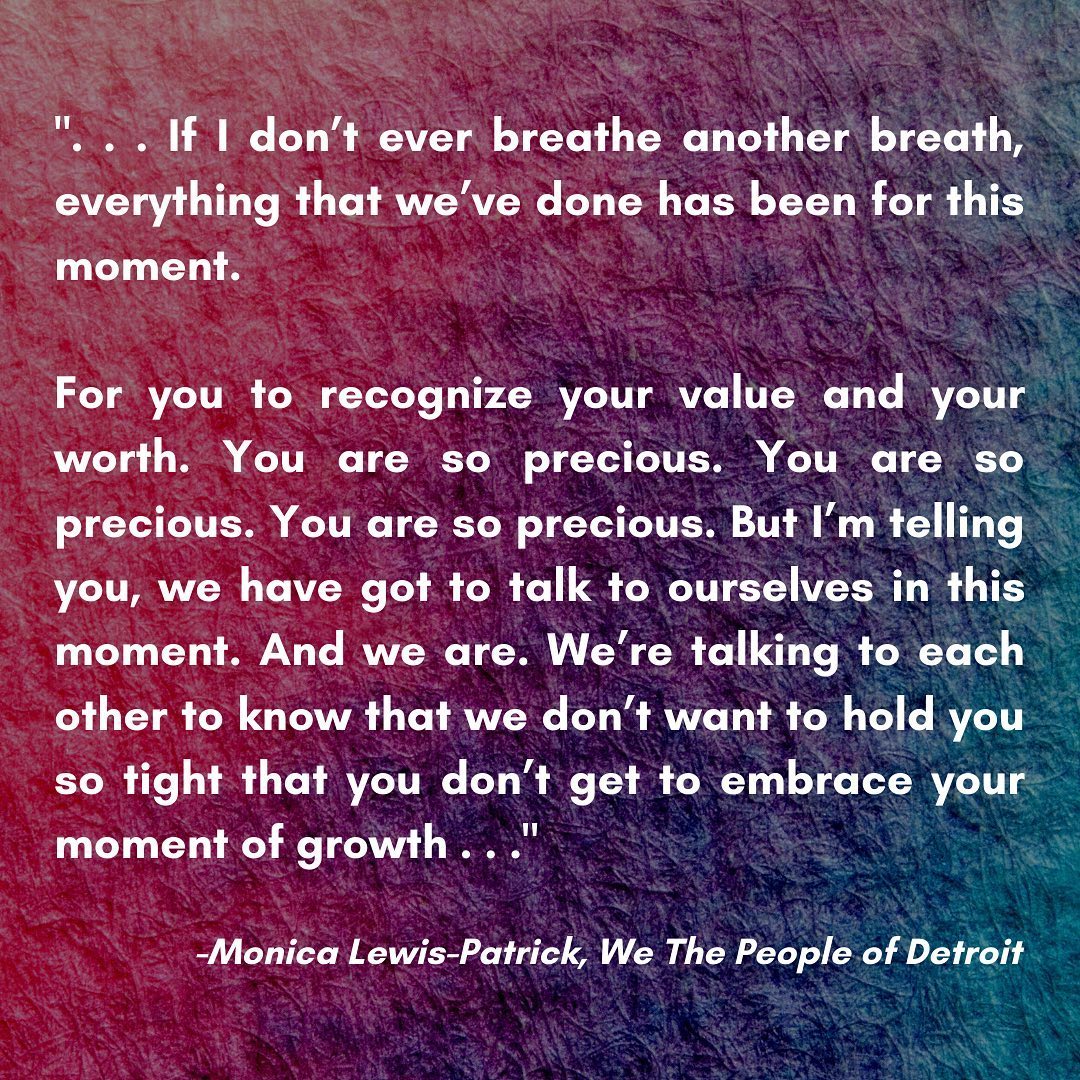 ". . . If I don’t ever breathe another breath,
everything that we’ve done has been for this
moment.
For you to recognize your value and your
worth. You are so precious. You are so
precious. You are so precious. But I’m telling
you, we have got to talk to ourselves in this
moment. And we are. We’re talking to each
other to know that we don’t want to hold you
so tight that you don’t get to embrace your
moment of growth . . ."
-Monica Lewis-Patrick, We The People of Detroit